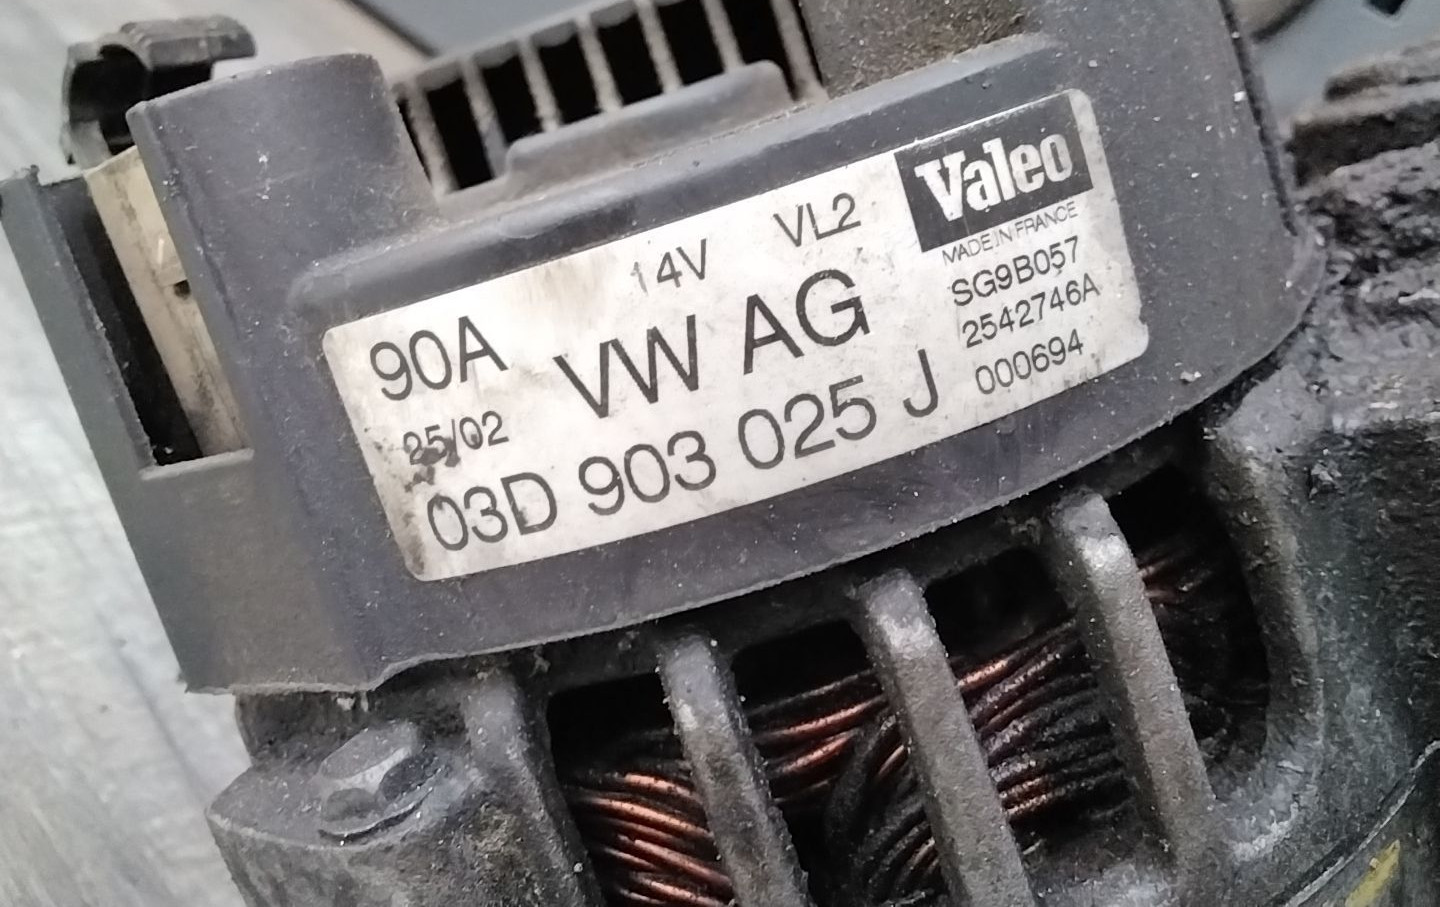 Valeo
MADE IN FRANCE
14V VL2
90A VW AG
SG9B057
2542746A
000694
25/02
03D 903 025 J